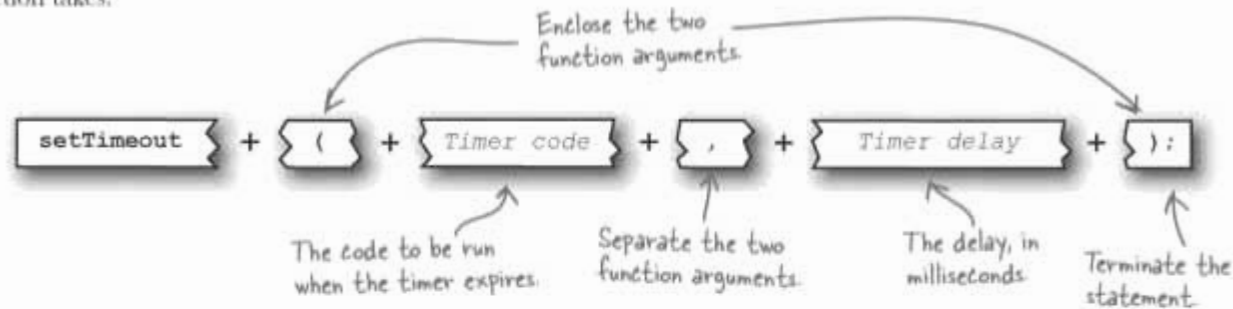 ction takes.
Enclose the two
function arguments.
setTimeout + ( + Timer code + , + Timer delay + );
The code to be run
when the timer expires.
Separate the two
function arguments.
The delay, in
milliseconds
Terminate the
statement.